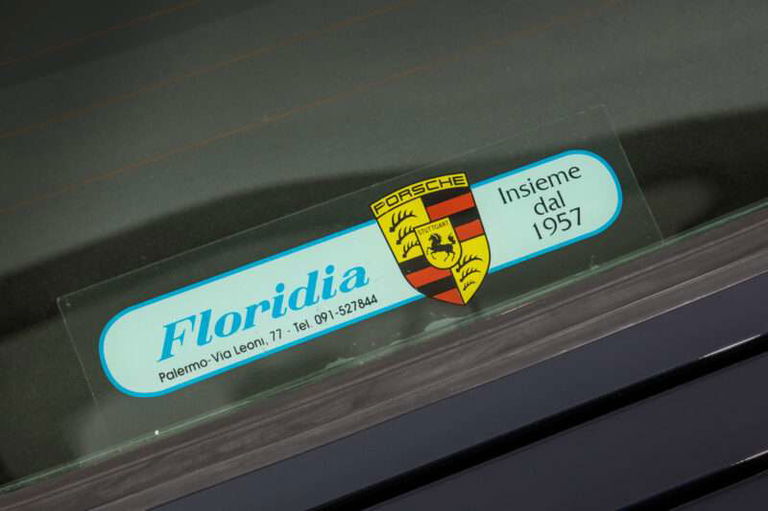 Floridia
Palermo-Via Leoni, 77 - Tel. 091-527844
PORSCHE
STUTTGART
Insieme
dal
1957